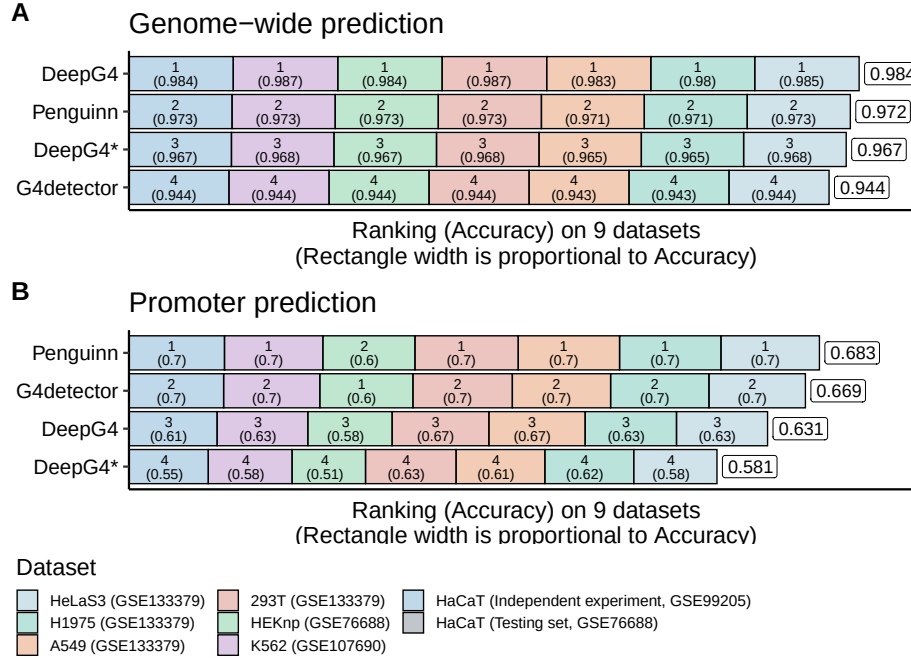 A
Genome−wide prediction
DeepG4
1 1 1 1 1 1 1
(0.984) (0.987) (0.984) (0.987) (0.983) (0.98) (0.985)
0.984
Penguinn
2 2 2 2 2 2 2
(0.973) (0.973) (0.973) (0.973) (0.971) (0.971) (0.973)
0.972
DeepG4*
3 3 3 3 3 3 3
(0.967) (0.968) (0.967) (0.968) (0.965) (0.965) (0.968)
0.967
G4detector
4 4 4 4 4 4 4
(0.944) (0.944) (0.944) (0.944) (0.943) (0.943) (0.944)
0.944
Ranking (Accuracy) on 9 datasets
(Rectangle width is proportional to Accuracy)
B
Promoter prediction
Penguinn
1 1 2 1 1 1 1
(0.7) (0.7) (0.6) (0.7) (0.7) (0.7) (0.7)
0.683
G4detector
2 2 1 2 2 2 2
(0.7) (0.7) (0.6) (0.7) (0.7) (0.7) (0.7)
0.669
DeepG4
3 3 3 3 3 3 3
(0.61) (0.63) (0.58) (0.67) (0.67) (0.63) (0.63)
0.631
DeepG4*
4 4 4 4 4 4 4
(0.55) (0.58) (0.51) (0.63) (0.61) (0.62) (0.58)
0.581
Ranking (Accuracy) on 9 datasets
(Rectangle width is proportional to Accuracy)
Dataset
HeLaS3 (GSE133379) 293T (GSE133379) HaCaT (Independent experiment, GSE99205)
H1975 (GSE133379) HEKnp (GSE76688) HaCaT (Testing set, GSE76688)
A549 (GSE133379) K562 (GSE107690)